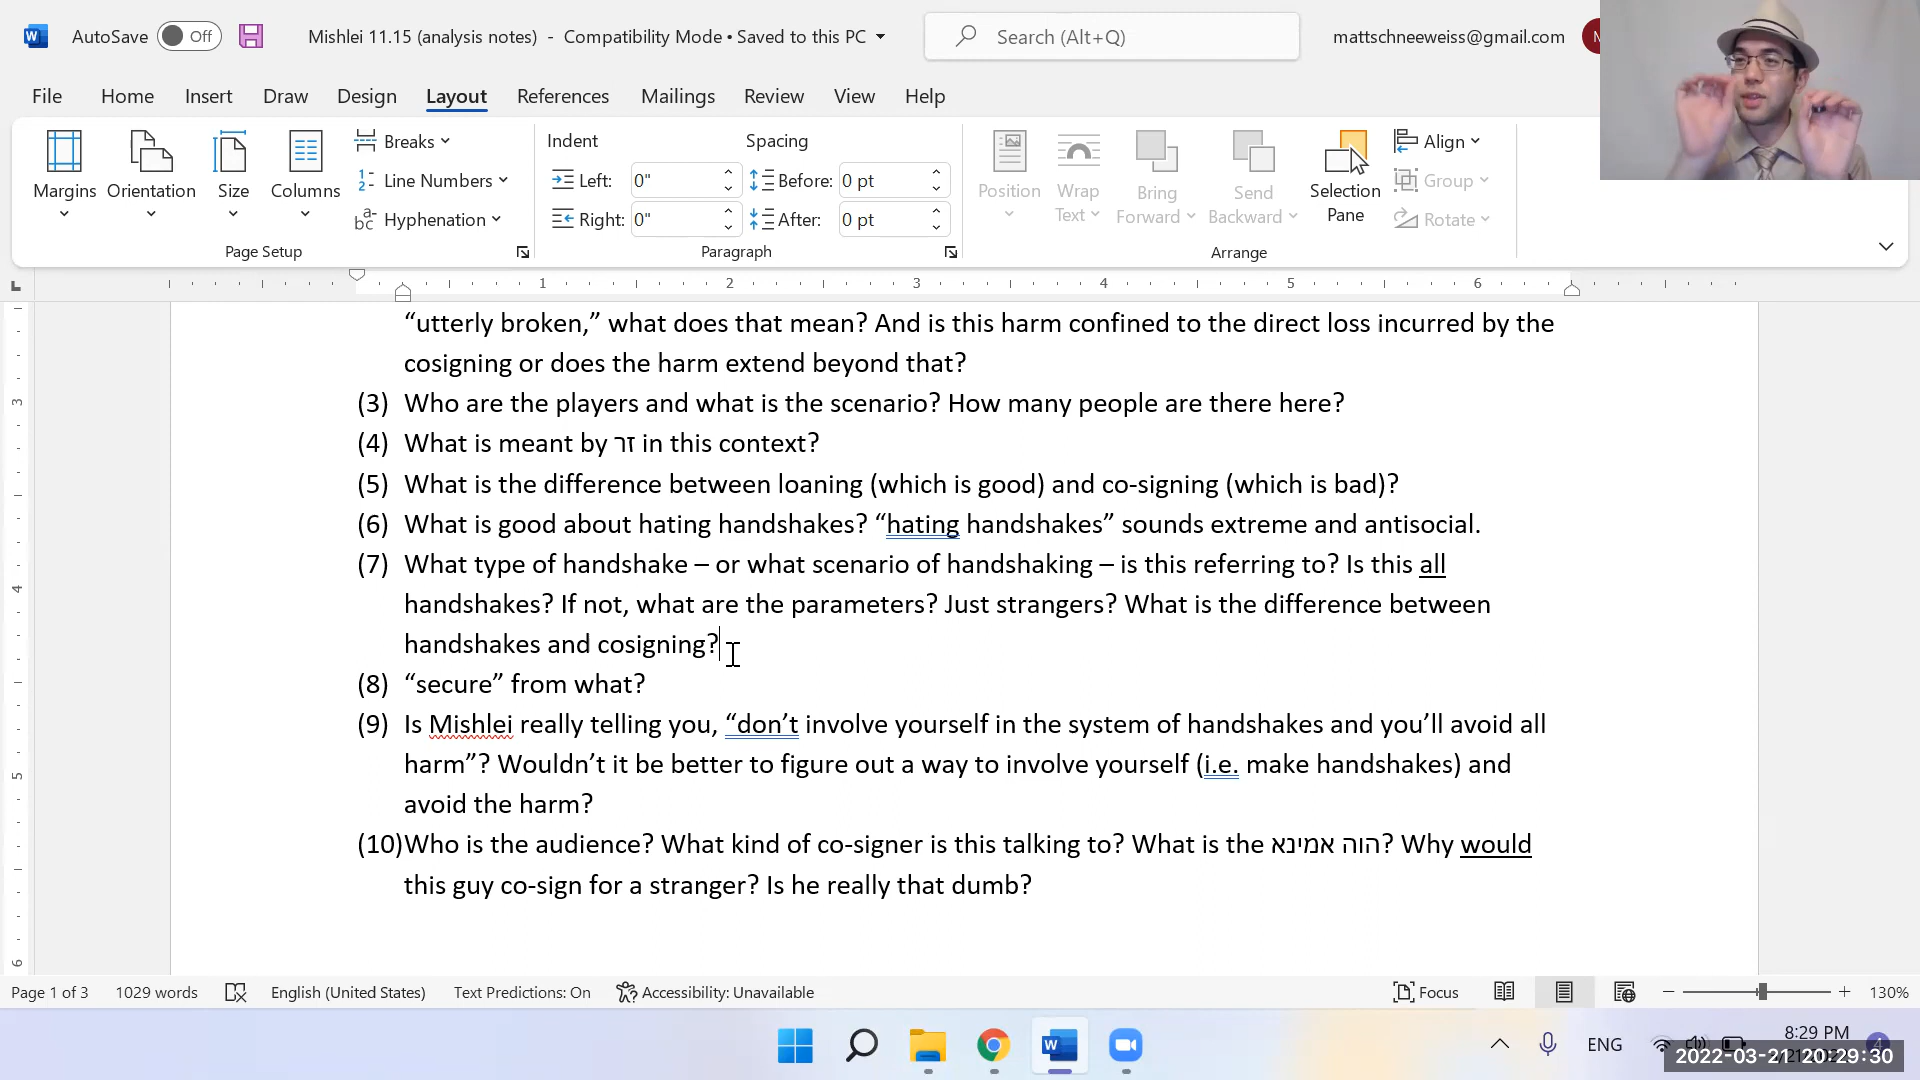 AutoSave Off Mishlei 11.15 (analysis notes) - Compatibility Mode • Saved to this PC Search (Alt+Q) mattschneeweiss@gmail.com
File Home Insert Draw Design Layout References Mailings Review View Help
Margins Orientation Size Columns
Breaks
Line Numbers
Hyphenation
Page Setup
Indent Spacing
Left: 0" Before: 0 pt
Right: 0" After: 0 pt
Paragraph
Position Wrap Text Bring Forward Send Backward Selection Pane
Align
Group
Rotate
Arrange
1 2 3 4 5 6
“utterly broken,” what does that mean? And is this harm confined to the direct loss incurred by the
cosigning or does the harm extend beyond that?
(3) Who are the players and what is the scenario? How many people are there here?
(4) What is meant by זר in this context?
(5) What is the difference between loaning (which is good) and co-signing (which is bad)?
(6) What is good about hating handshakes? “hating handshakes” sounds extreme and antisocial.
(7) What type of handshake – or what scenario of handshaking – is this referring to? Is this all
handshakes? If not, what are the parameters? Just strangers? What is the difference between
handshakes and cosigning?
(8) “secure” from what?
(9) Is Mishlei really telling you, “don’t involve yourself in the system of handshakes and you’ll avoid all
harm”? Wouldn’t it be better to figure out a way to involve yourself (i.e. make handshakes) and
avoid the harm?
(10)Who is the audience? What kind of co-signer is this talking to? What is the הוה אמינא? Why would
this guy co-sign for a stranger? Is he really that dumb?
3
4
5
6
Page 1 of 3 1029 words English (United States) Text Predictions: On Accessibility: Unavailable Focus 130%
ENG 8:29 PM
2022-03-21 20:29:30